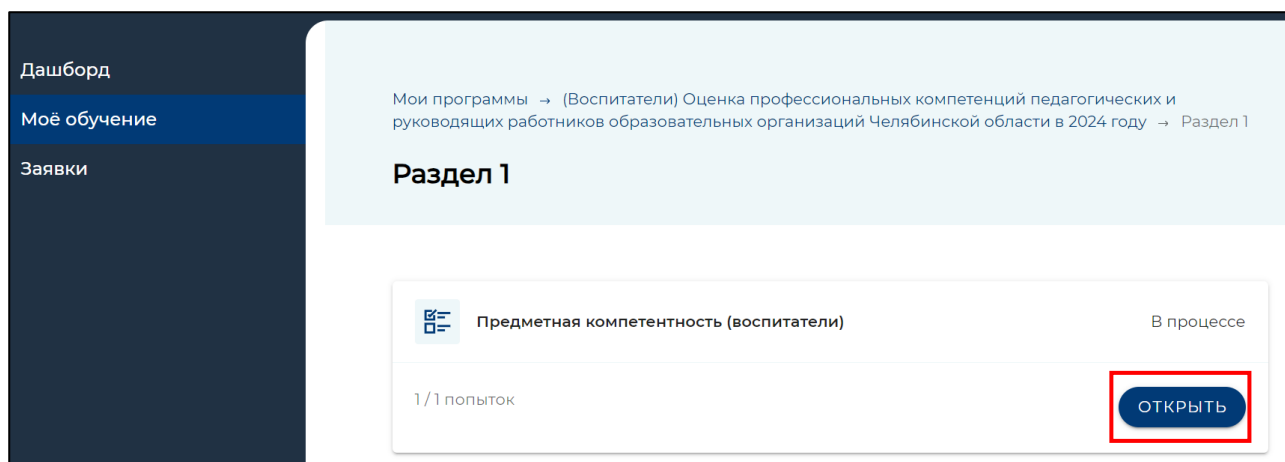 Дашборд
Моё обучение
Заявки
Мои программы → (Воспитатели) Оценка профессиональных компетенций педагогических и
руководящих работников образовательных организаций Челябинской области в 2024 году → Раздел 1
Раздел 1
Предметная компетентность (воспитатели)
В процессе
1 / 1 попыток
ОТКРЫТЬ